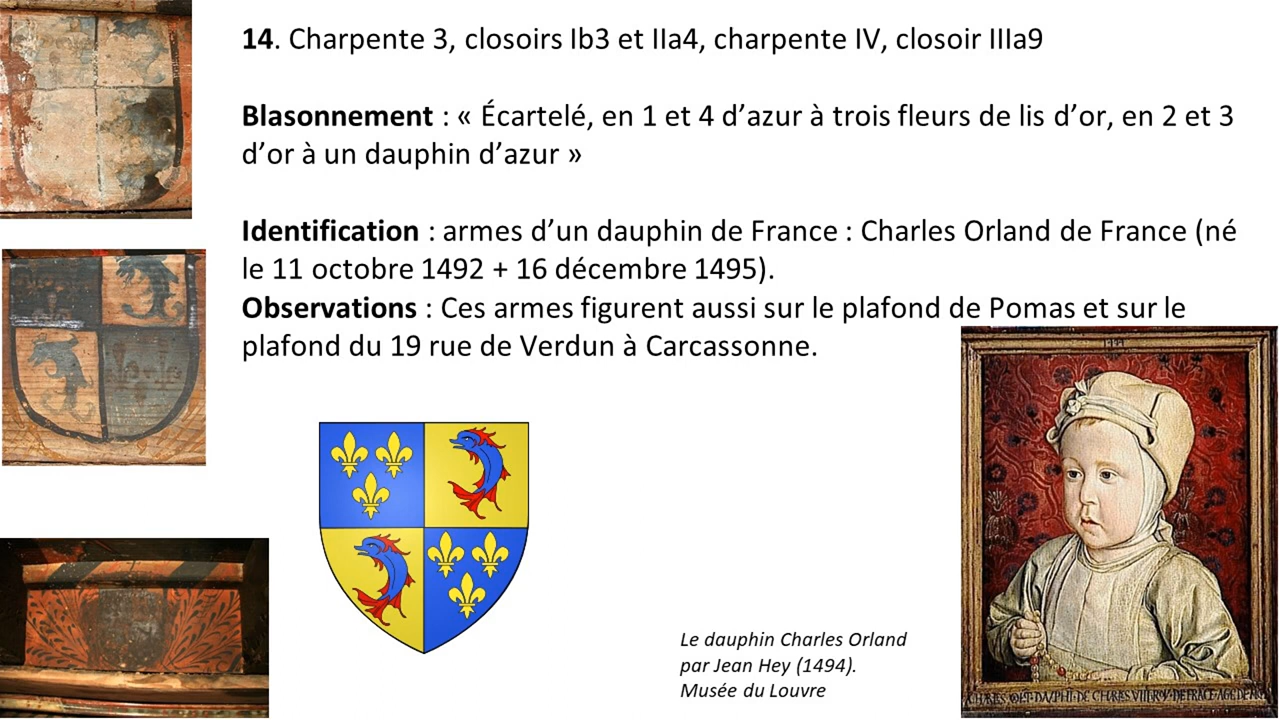 14. Charpente 3, closoirs Ib3 et IIa4, charpente IV, closoir IIIa9
Blasonnement : « Écartelé, en 1 et 4 d’azur à trois fleurs de lis d’or, en 2 et 3
d’or à un dauphin d’azur »
Identification : armes d’un dauphin de France : Charles Orland de France (né
le 11 octobre 1492 + 16 décembre 1495).
Observations : Ces armes figurent aussi sur le plafond de Pomas et sur le
plafond du 19 rue de Verdun à Carcassonne.
Le dauphin Charles Orland
par Jean Hey (1494).
Musée du Louvre